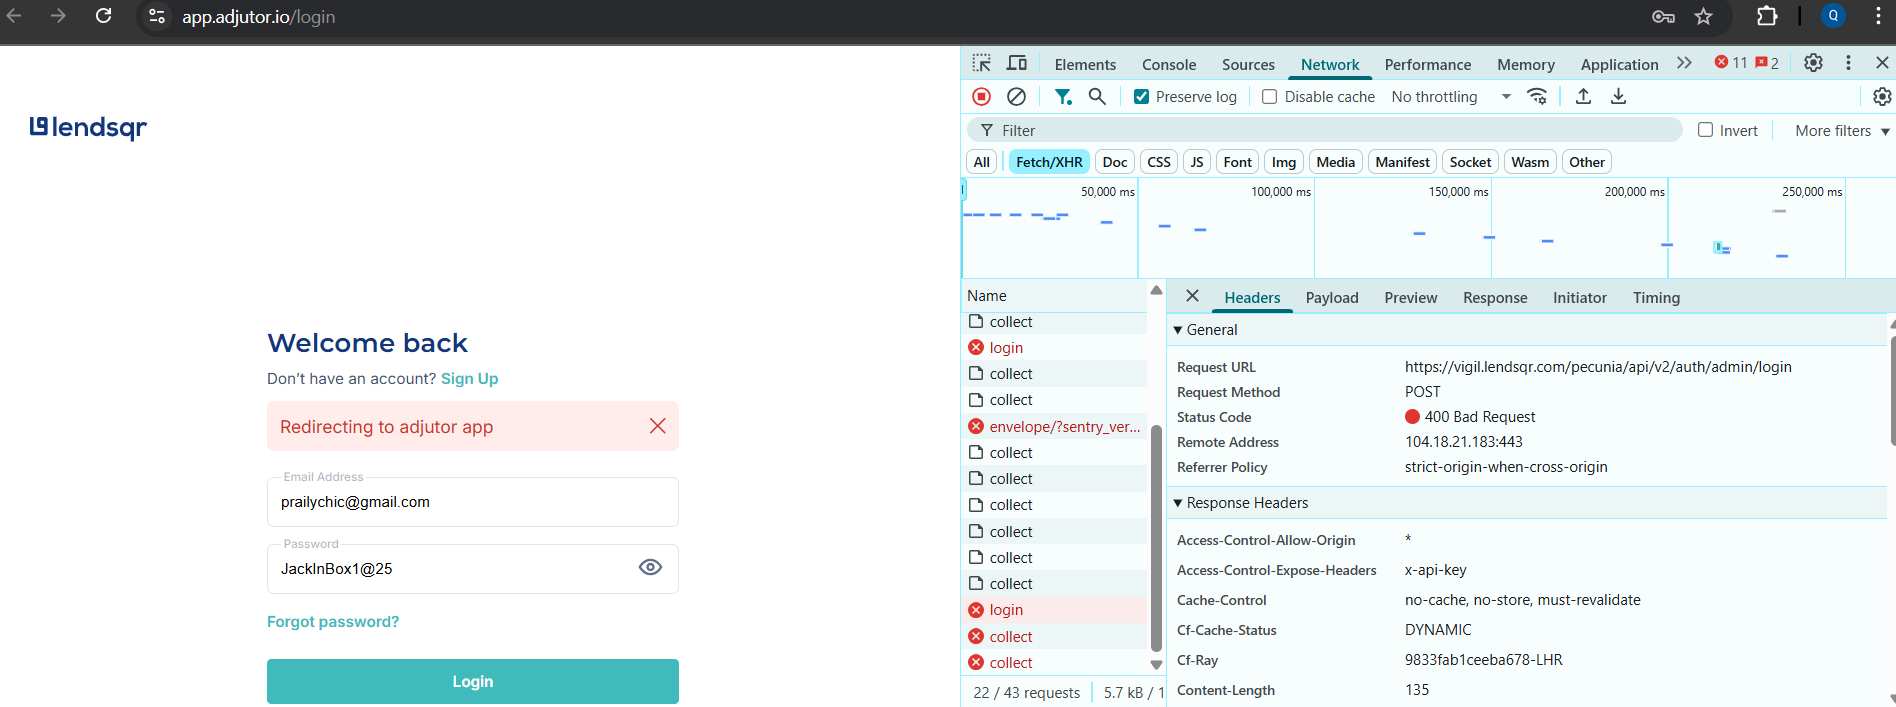 app.adjutor.io/login
Q
lendsqr
Welcome back
Don't have an account? Sign Up
Redirecting to adjutor app
Email Address
prailychic@gmail.com
Password
JackInBox1@25
Forgot password?
Login
Elements Console Sources Network Performance Memory Application 11 2
Preserve log Disable cache No throttling
Filter Invert More filters
All Fetch/XHR Doc CSS JS Font Img Media Manifest Socket Wasm Other
50,000 ms 100,000 ms 150,000 ms 200,000 ms 250,000 ms
Name
collect
login
collect
collect
envelope/?sentry_ver...
collect
collect
collect
collect
collect
collect
login
collect
collect
22 / 43 requests 5.7 kB / 1
Headers Payload Preview Response Initiator Timing
General
Request URL https://vigil.lendsqr.com/pecunia/api/v2/auth/admin/login
Request Method POST
Status Code 400 Bad Request
Remote Address 104.18.21.183:443
Referrer Policy strict-origin-when-cross-origin
Response Headers
Access-Control-Allow-Origin *
Access-Control-Expose-Headers x-api-key
Cache-Control no-cache, no-store, must-revalidate
Cf-Cache-Status DYNAMIC
Cf-Ray 9833fab1ceeba678-LHR
Content-Length 135